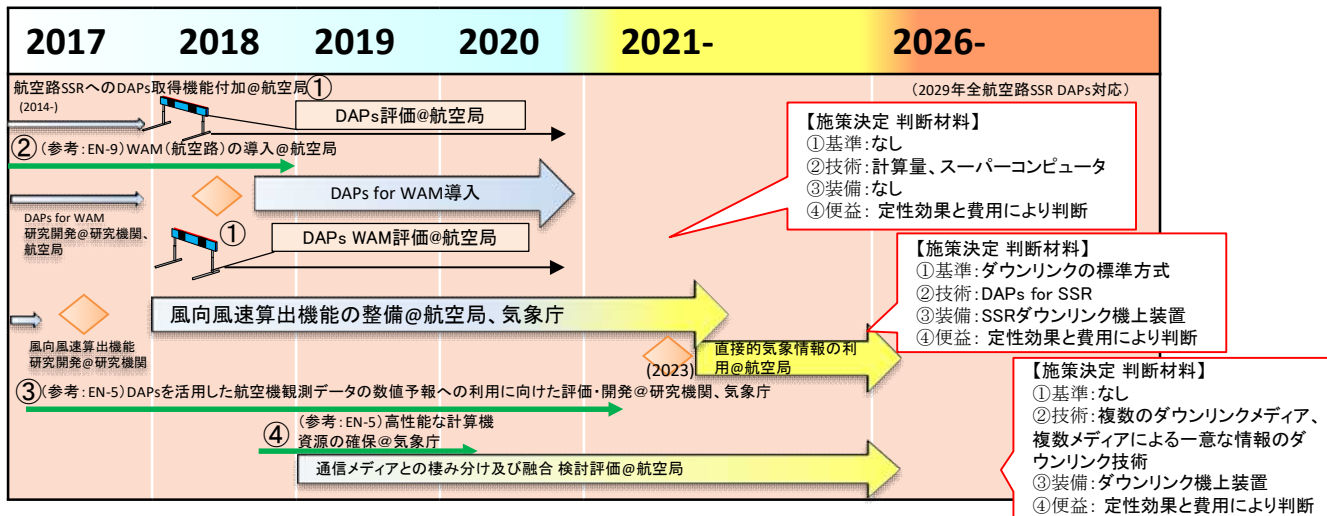 2017
2018
2019
2020
2021-
2026-
航空路SSRへのDAPs取得機能付加@航空局①
(2014-)
(2029年全航空路SSR DAPs対応)
DAPs評価@航空局
②(参考:EN-9)WAM(航空路)の導入@航空局
DAPs for WAM導入
DAPs for WAM
研究開発@研究機関、
航空局
①
DAPs WAM評価@航空局
【施策決定 判断材料】
①基準:なし
②技術:計算量、スーパーコンピュータ
③装備:なし
④便益: 定性効果と費用により判断
【施策決定 判断材料】
①基準:ダウンリンクの標準方式
②技術:DAPs for SSR
③装備:SSRダウンリンク機上装置
④便益: 定性効果と費用により判断
風向風速算出機能の整備@航空局、気象庁
風向風速算出機能
研究開発@研究機関
(2023)
直接的気象情報の利
用@航空局
③(参考:EN-5)DAPsを活用した航空機観測データの数値予報への利用に向けた評価・開発@研究機関、気象庁
④
(参考:EN-5)高性能な計算機
資源の確保@気象庁
通信メディアとの棲み分け及び融合 検討評価@航空局
【施策決定 判断材料】
①基準:なし
②技術:複数のダウンリンクメディア、
複数メディアによる一意な情報のダ
ウンリンク技術
③装備:ダウンリンク機上装置
④便益: 定性効果と費用により判断